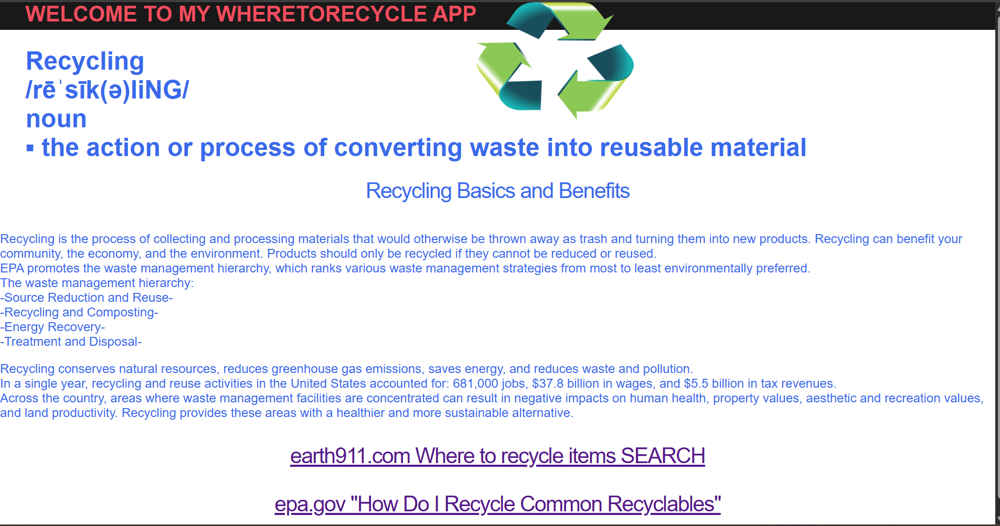 WELCOME TO MY WHERETORECYCLE APP
Recycling
/rēˈsīk(ə)liNG/
noun
▪ the action or process of converting waste into reusable material
Recycling Basics and Benefits
Recycling is the process of collecting and processing materials that would otherwise be thrown away as trash and turning them into new products. Recycling can benefit your
community, the economy, and the environment. Products should only be recycled if they cannot be reduced or reused.
EPA promotes the waste management hierarchy, which ranks various waste management strategies from most to least environmentally preferred.
The waste management hierarchy:
-Source Reduction and Reuse-
-Recycling and Composting-
-Energy Recovery-
-Treatment and Disposal-
Recycling conserves natural resources, reduces greenhouse gas emissions, saves energy, and reduces waste and pollution.
In a single year, recycling and reuse activities in the United States accounted for: 681,000 jobs, $37.8 billion in wages, and $5.5 billion in tax revenues.
Across the country, areas where waste management facilities are concentrated can result in negative impacts on human health, property values, aesthetic and recreation values,
and land productivity. Recycling provides these areas with a healthier and more sustainable alternative.
earth911.com Where to recycle items SEARCH
epa.gov "How Do I Recycle Common Recyclables"